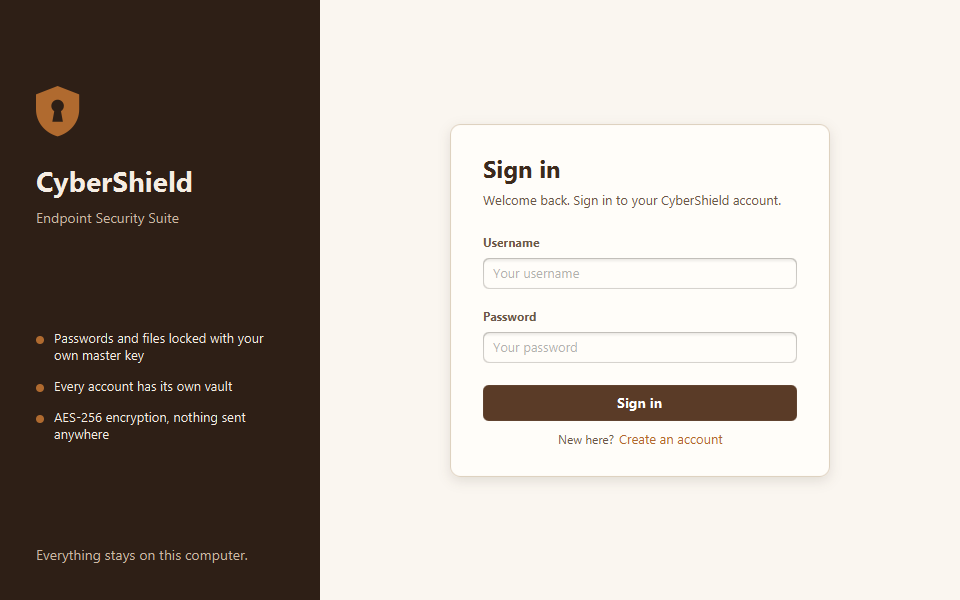 CyberShield
Endpoint Security Suite
Passwords and files locked with your
own master key
Every account has its own vault
AES-256 encryption, nothing sent
anywhere
Everything stays on this computer.
Sign in
Welcome back. Sign in to your CyberShield account.
Username
Your username
Password
Your password
Sign in
New here? Create an account